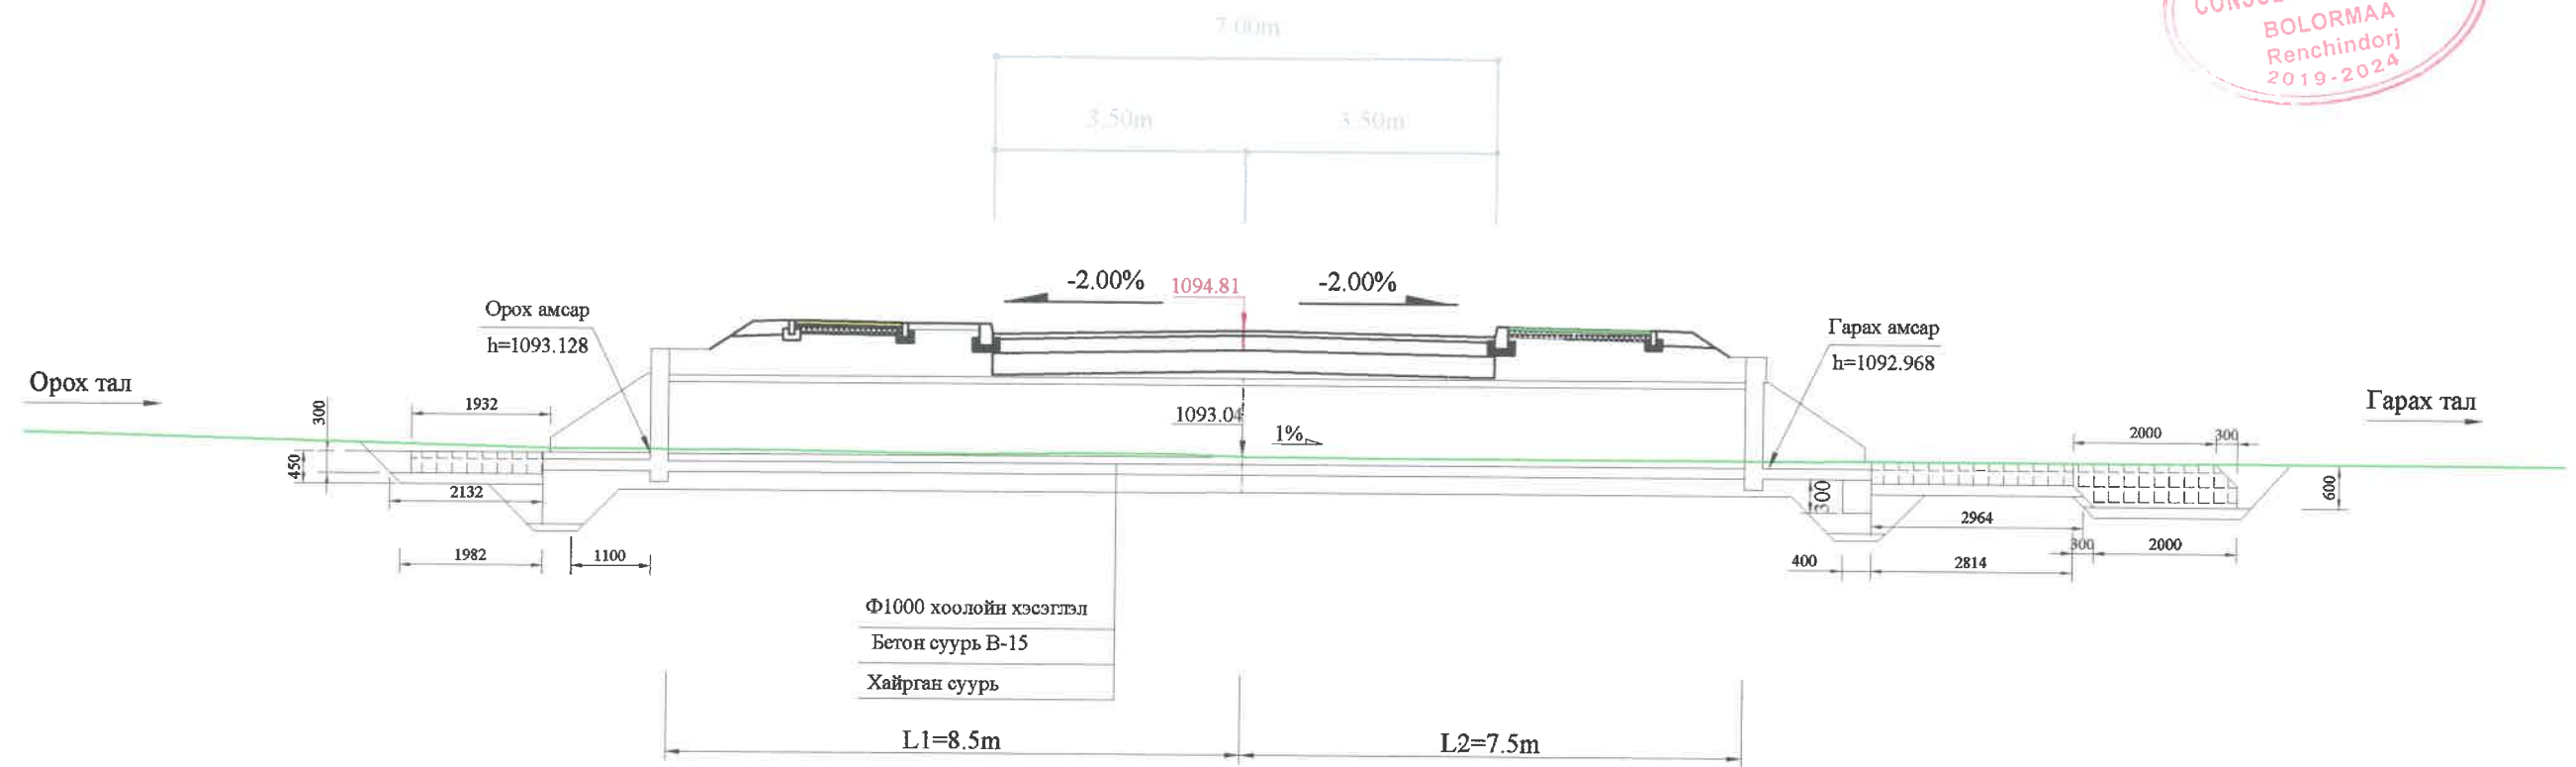 BOLORMAA
Renchindorj
2019-2024
7.00m
3.50m 3.50m
-2.00% 1094.81 -2.00%
Орох амсар
h=1093.128
Гарах амсар
h=1092.968
Орох тал
Гарах тал
300
1932
1093.04
1%
2000 300
450
2132
300
2964
600
1982
1100
400
2814
300
2000
Ф1000 хоолойн хэсэглэл
Бетон суурь B-15
Хайрган суурь
L1=8.5m
L2=7.5m